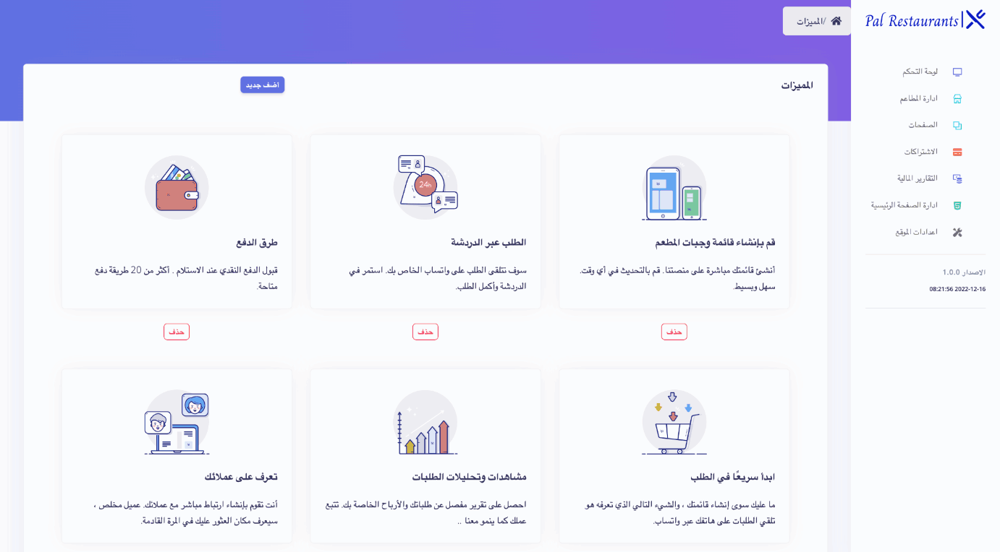 Pal Restaurants
/ المميزات
لوحة التحكم
ادارة المطاعم
الصفحات
الاشتراكات
التقارير المالية
ادارة الصفحة الرئيسية
اعدادات الموقع
الاصدار 1.0.0
2022-12-16 08:21:56
المميزات
اضف جديد
قم بإنشاء قائمة وجبات المطعم
أنشئ قائمتك مباشرة على منصتنا. قم بالتحديث في أي وقت.
سهل وبسيط.
حذف
24h
الطلب عبر الدردشة
سوف تتلقى الطلب على واتساب الخاص بك. استمر في
الدردشة وأكمل الطلب.
حذف
طرق الدفع
قبول الدفع النقدي عند الاستلام . أكثر من 20 طريقة دفع
متاحة.
حذف
ابدأ سريعًا في الطلب
ما عليك سوى إنشاء قائمتك ، والشيء التالي الذي تعرفه هو
تلقي الطلبات على هاتفك عبر واتساب.
مشاهدات وتحليلات الطلبات
احصل على تقرير مفصل عن طلباتك والأرباح الخاصة بك. تتبع
عملك كما ينمو معنا ..
تعرف على عملائك
أنت تقوم بإنشاء ارتباط مباشر مع عملائك. عميل مخلص ،
سيعرف مكان العثور عليك في المرة القادمة.